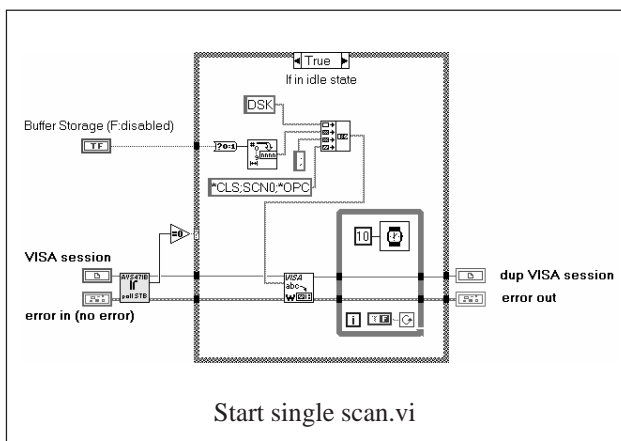 True
If in idle state
DSK
Buffer Storage (F:disabled)
TF
?0:1
;
*CLS;SCN0;*OPC
=0
10
VISA session
AVS47IB
poll STB
VISA
abc
W
dup VISA session
error in (no error)
error out
i
T F
Start single scan.vi